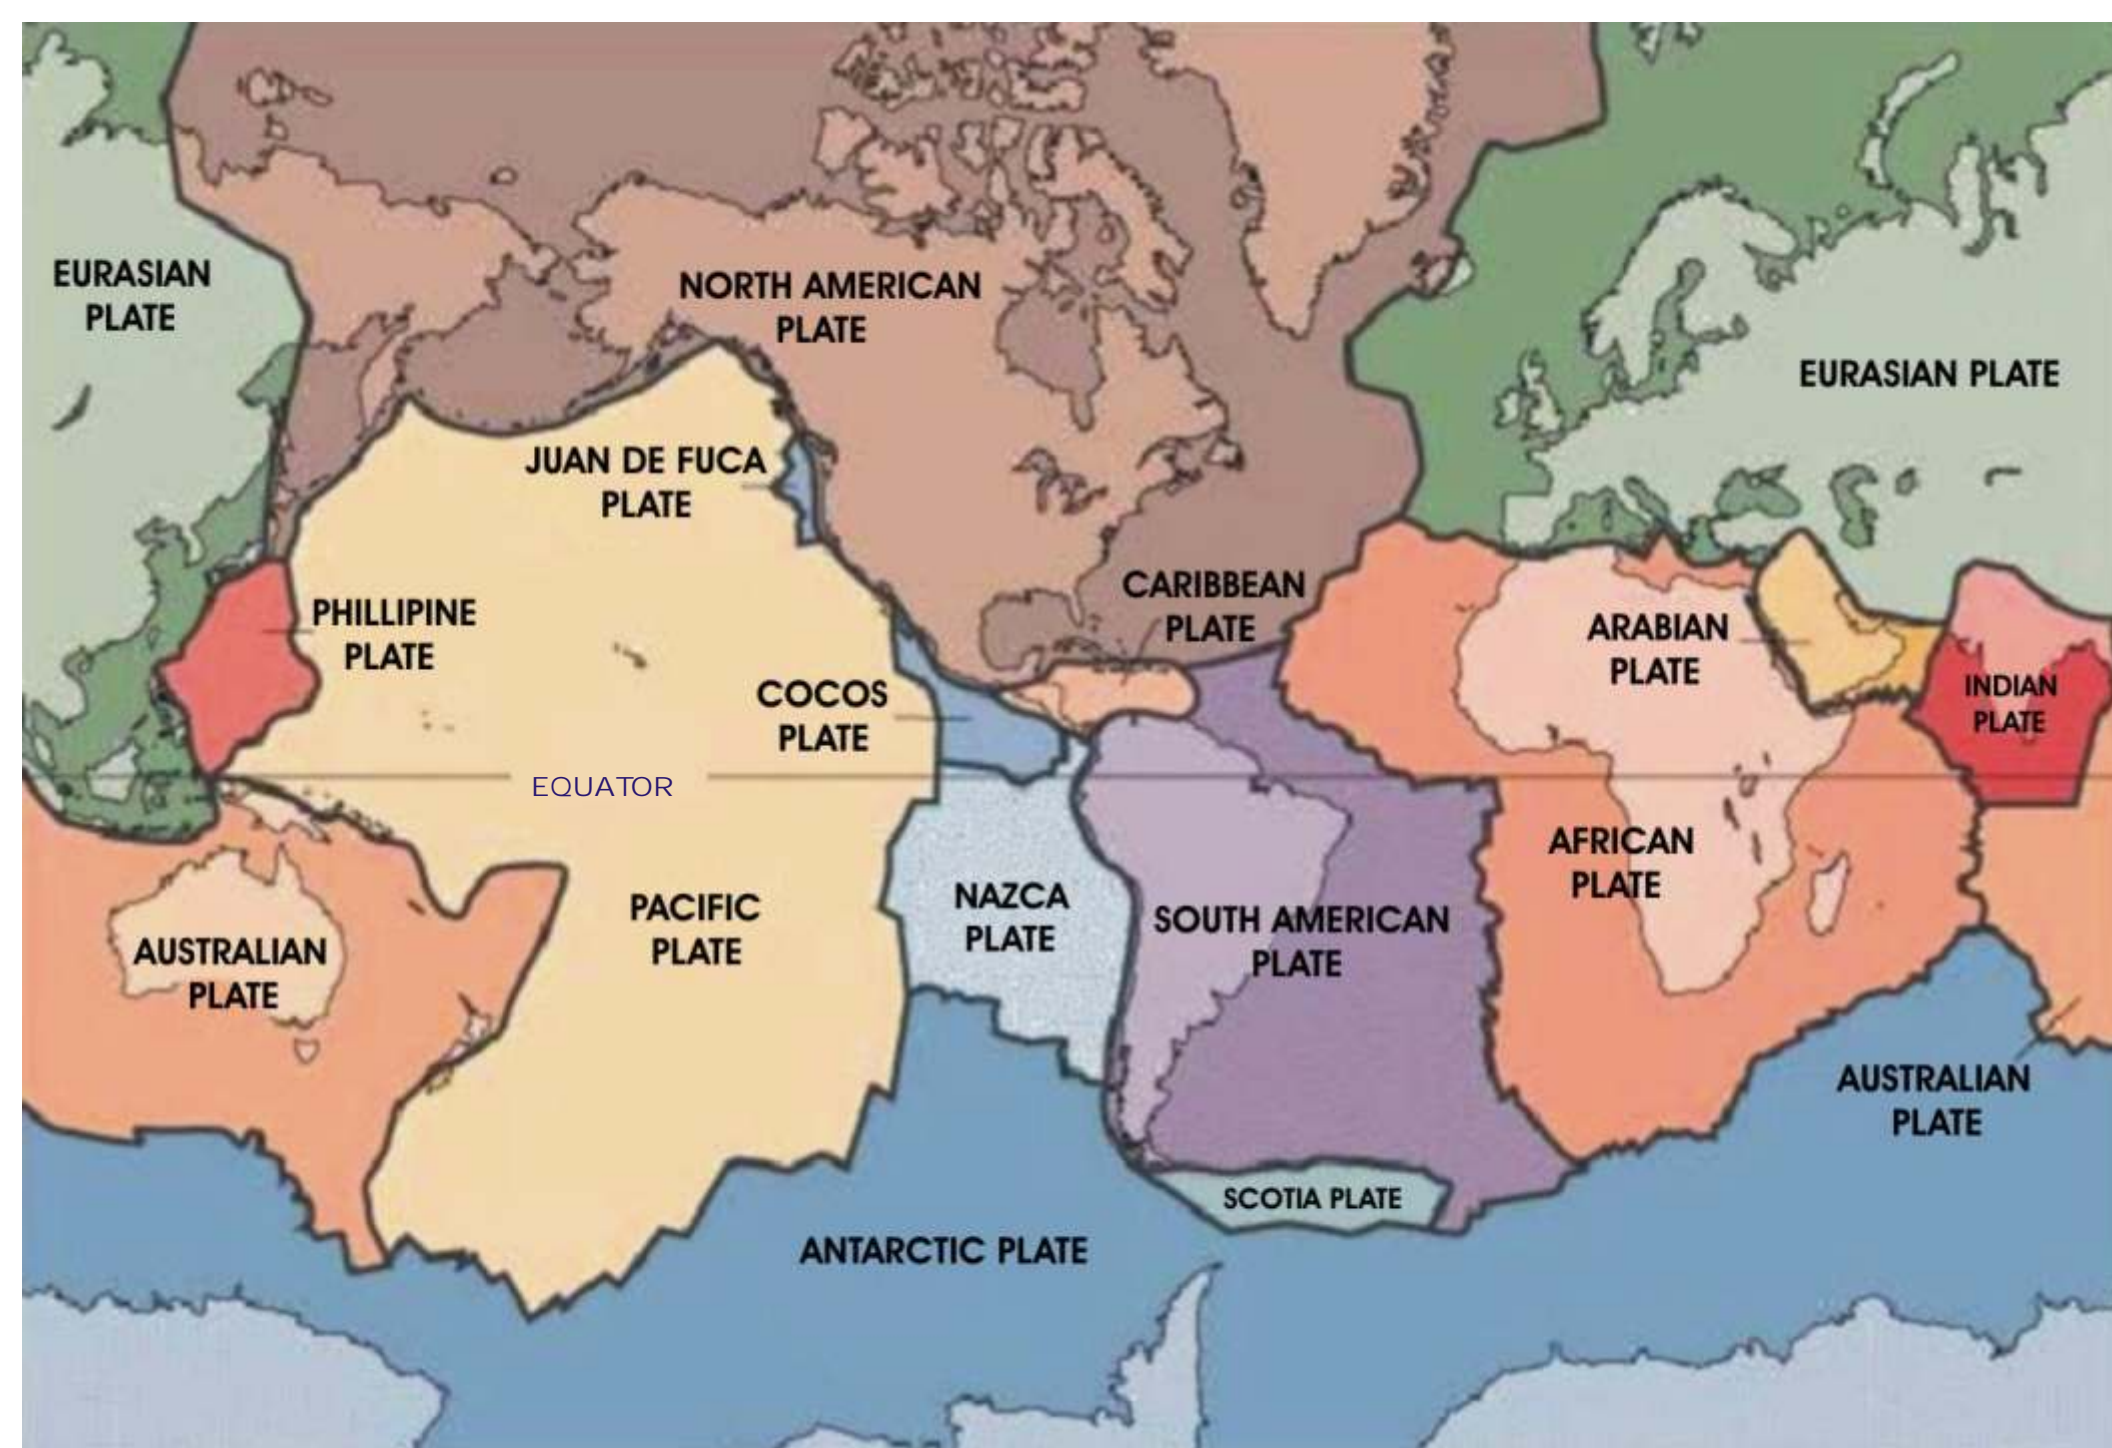 EURASIAN
PLATE
NORTH AMERICAN
PLATE
EURASIAN PLATE
JUAN DE FUCA
PLATE
CARIBBEAN
PLATE
PHILLIPINE
PLATE
ARABIAN
PLATE
COCOS
PLATE
INDIAN
PLATE
EQUATOR
AFRICAN
PLATE
NAZCA
PLATE
PACIFIC
PLATE
SOUTH AMERICAN
PLATE
AUSTRALIAN
PLATE
AUSTRALIAN
PLATE
SCOTIA PLATE
ANTARCTIC PLATE